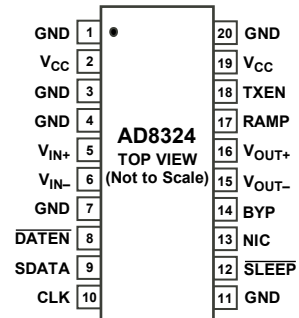 GND 1 20 GND
VCC 2 19 VCC
GND 3 18 TXEN
GND 4 17 RAMP
VIN+ 5 16 VOUT+
VIN– 6 15 VOUT–
GND 7 14 BYP
DATEN 8 13 NIC
SDATA 9 12 SLEEP
CLK 10 11 GND
AD8324
TOP VIEW
(Not to Scale)